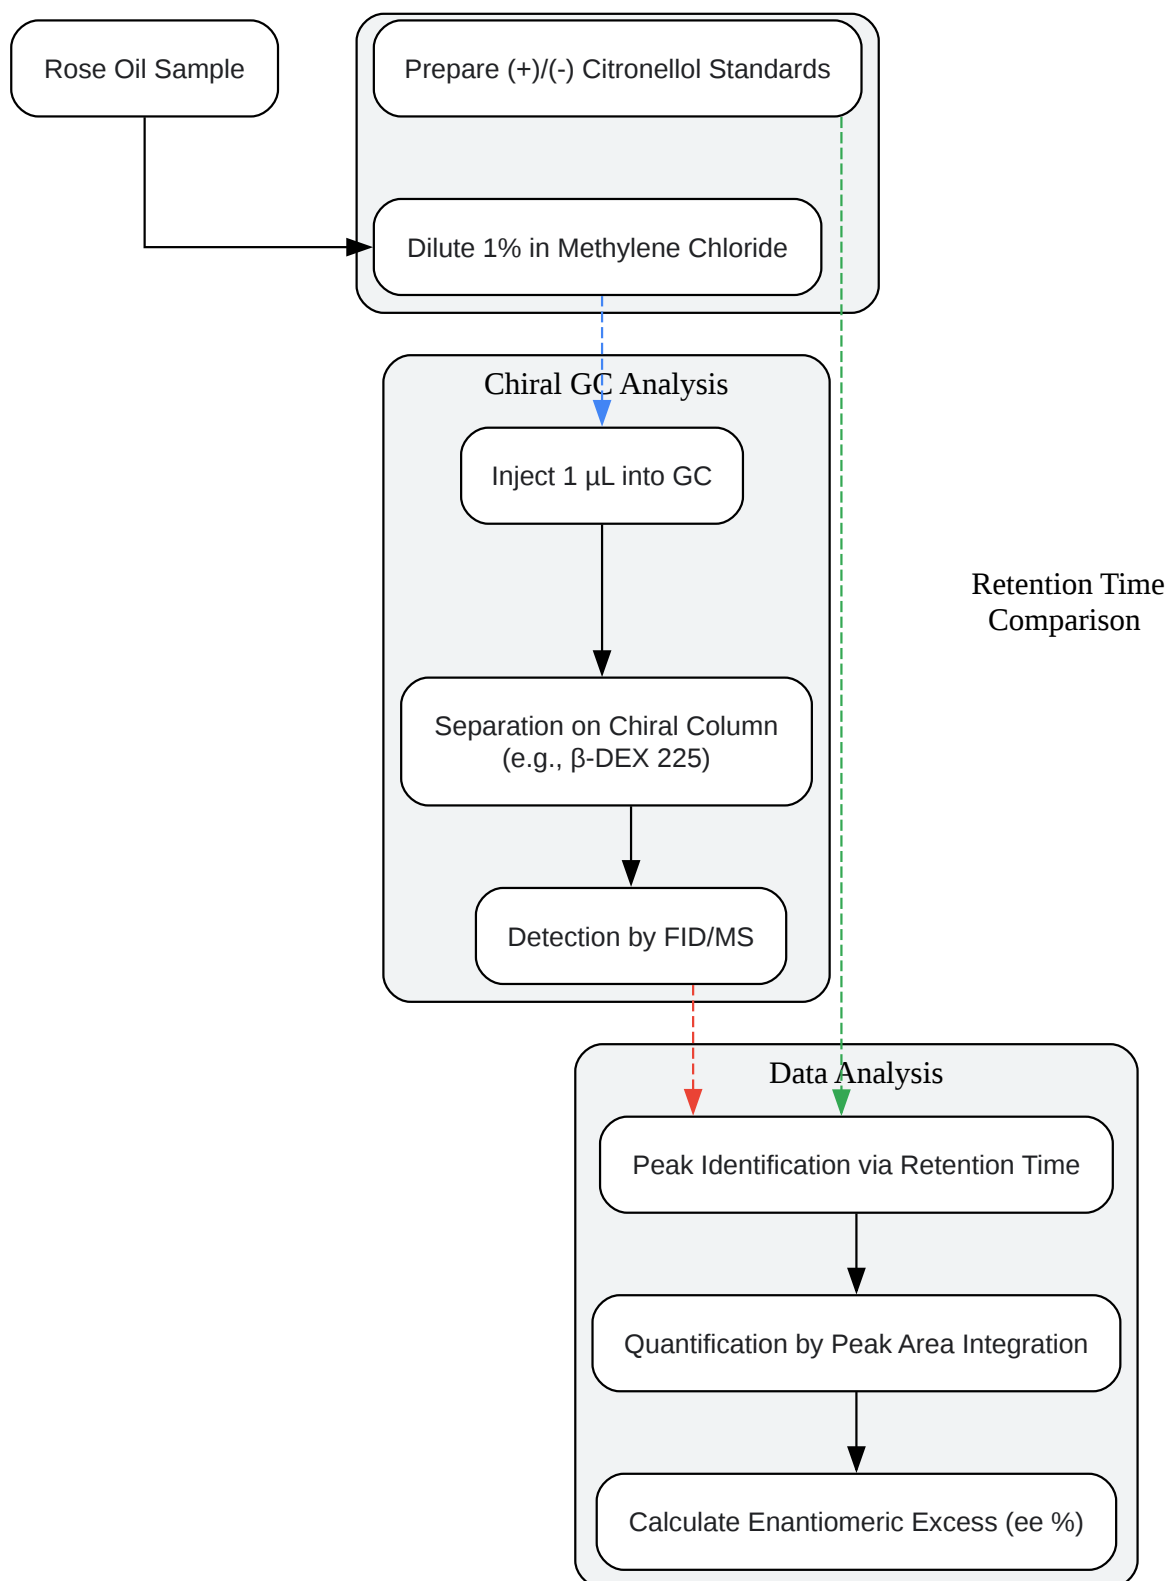 Rose Oil Sample
Prepare (+)/(-) Citronellol Standards
Dilute 1% in Methylene Chloride
Chiral GC Analysis
Inject 1 µL into GC
Retention Time
Comparison
Separation on Chiral Column
(e.g., β-DEX 225)
Detection by FID/MS
Data Analysis
Peak Identification via Retention Time
Quantification by Peak Area Integration
Calculate Enantiomeric Excess (ee %)